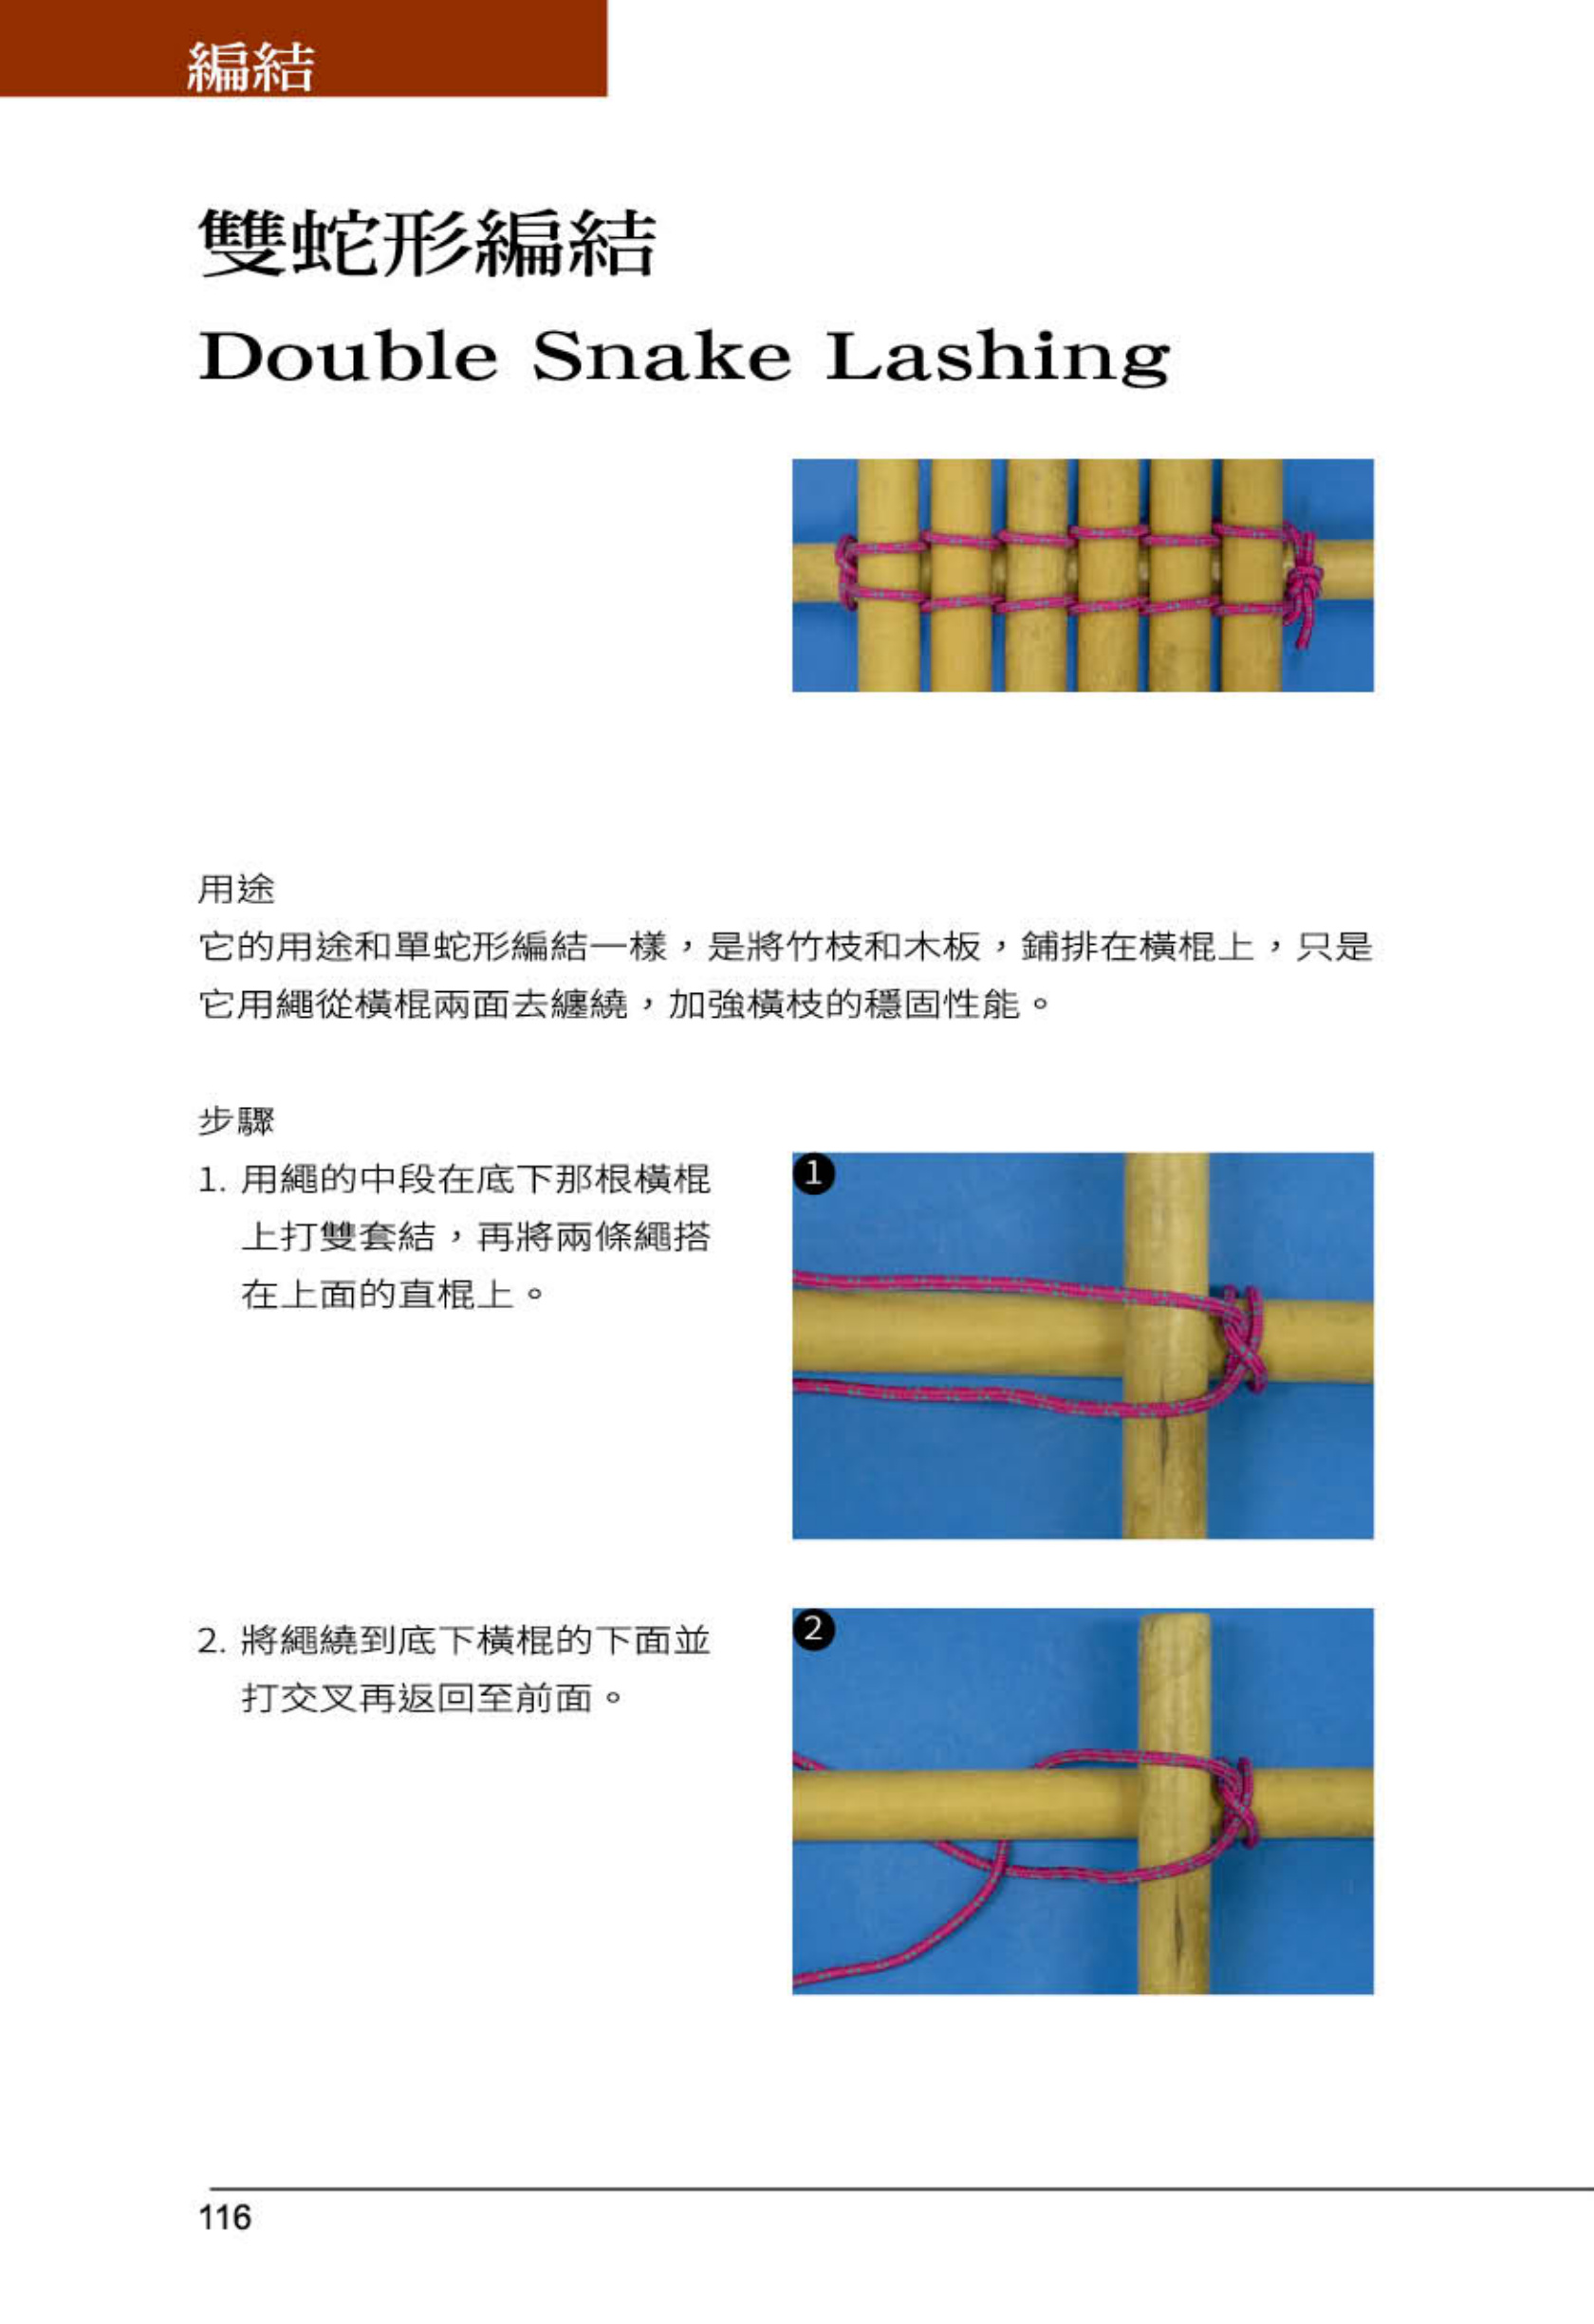 編結
雙蛇形編結
Double Snake Lashing
用途
它的用途和單蛇形編結一樣，是將竹枝和木板，鋪排在橫棍上，只是
它用繩從橫棍兩面去纏繞，加強橫枝的穩固性能。
步驟
1. 用繩的中段在底下那根橫棍
上打雙套結，再將兩條繩搭
在上面的直棍上。
1
2. 將繩繞到底下橫棍的下面並
打交叉再返回至前面。
2
116